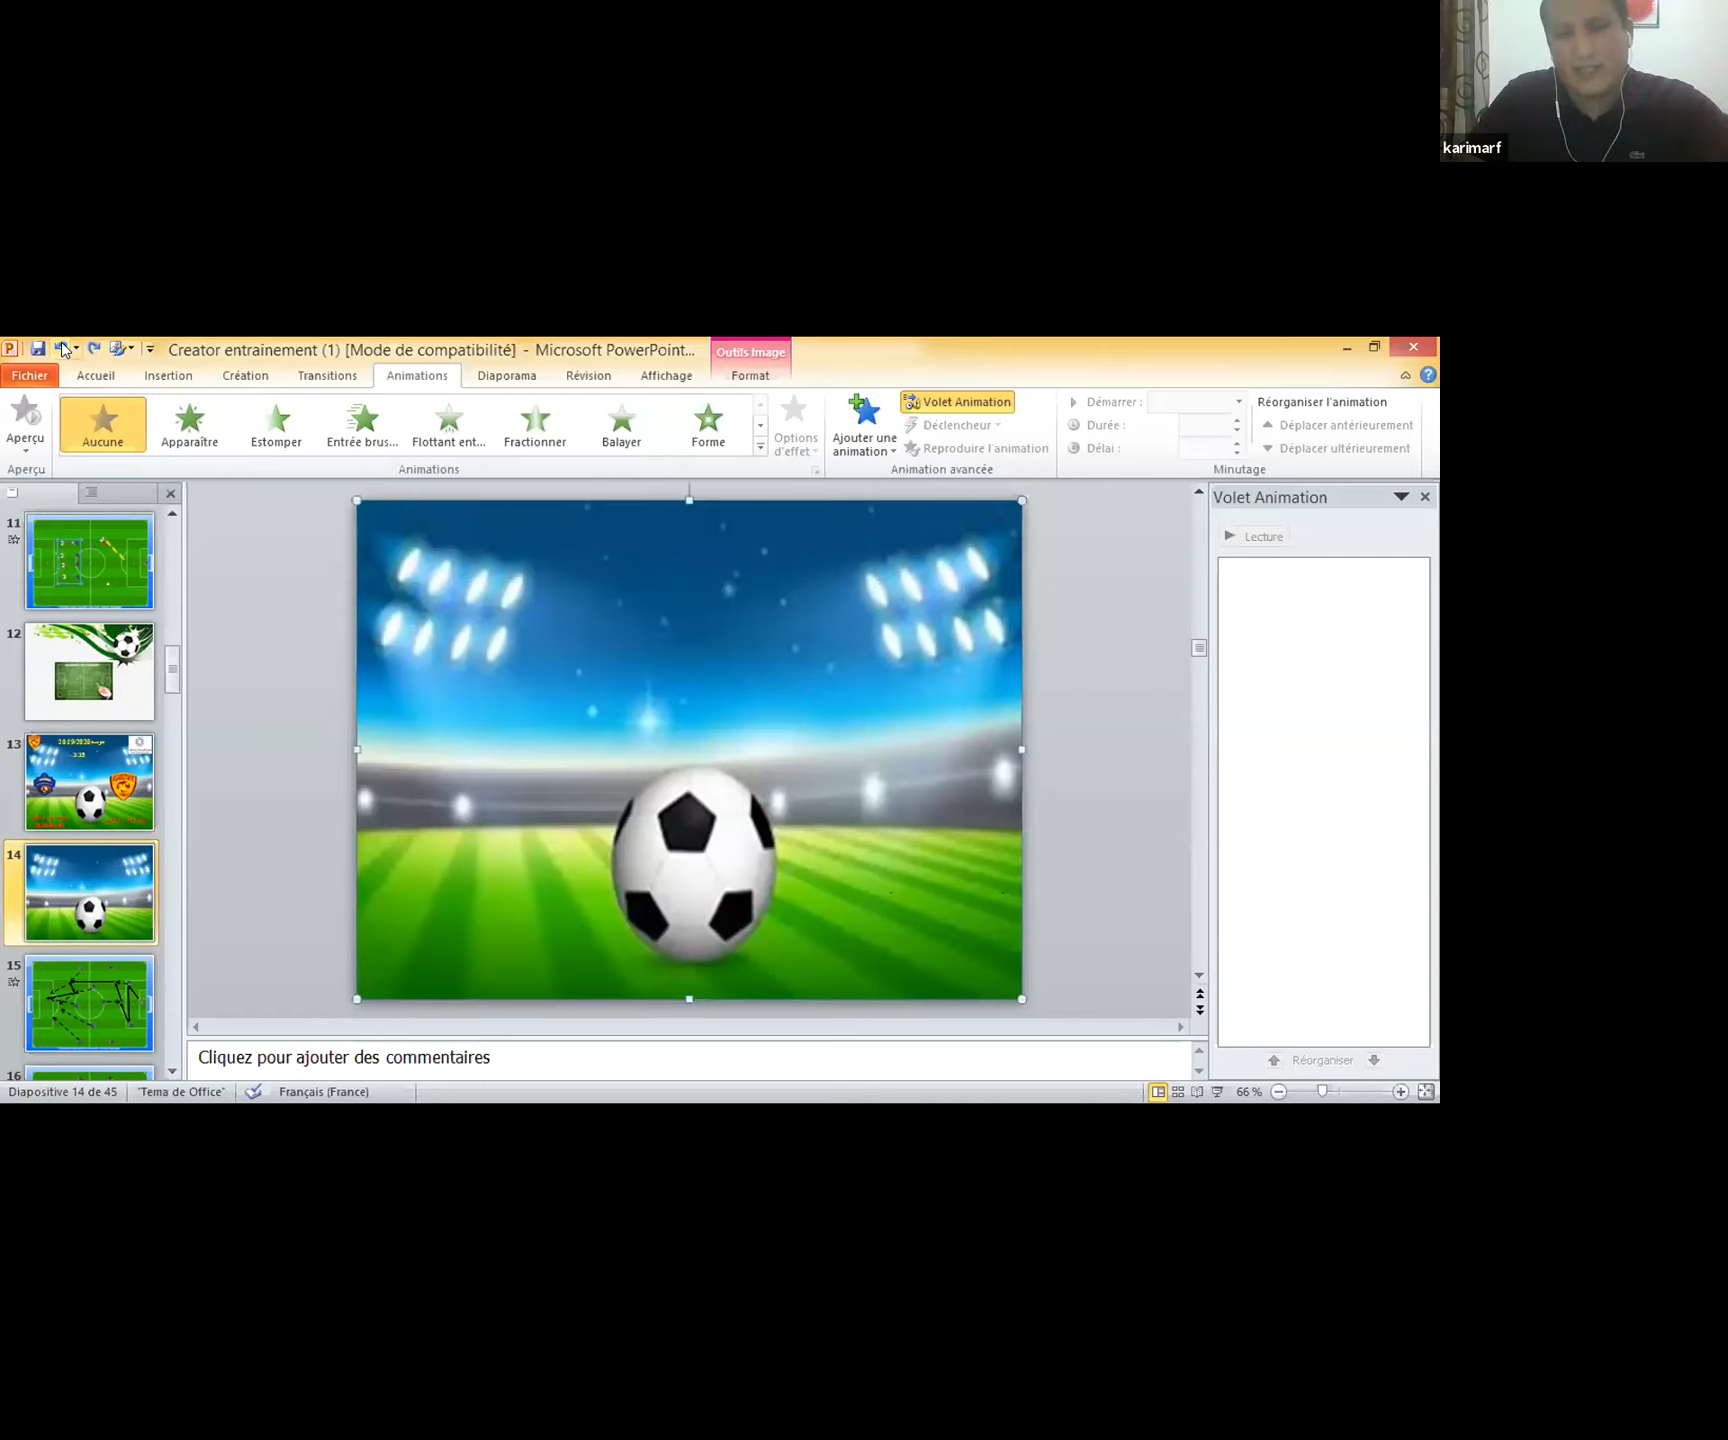 karimarf
Creator entrainement (1) [Mode de compatibilité] - Microsoft PowerPoint...
Outils Image
Fichier
Accueil
Insertion
Création
Transitions
Animations
Diaporama
Révision
Affichage
Format
Aperçu
Aucune
Apparaître
Estomper
Entrée brus...
Flottant ent...
Fractionner
Balayer
Forme
Options
d'effet
Ajouter une
animation
Volet Animation
Déclencheur
Reproduire l'animation
Démarrer :
Durée :
Délai :
Réorganiser l'animation
Déplacer antérieurement
Déplacer ultérieurement
Aperçu
Animations
Animation avancée
Minutage
11
12
13
14
15
16
Volet Animation
Lecture
Réorganiser
Cliquez pour ajouter des commentaires
Diapositive 14 de 45
"Tema de Office"
Français (France)
66 %